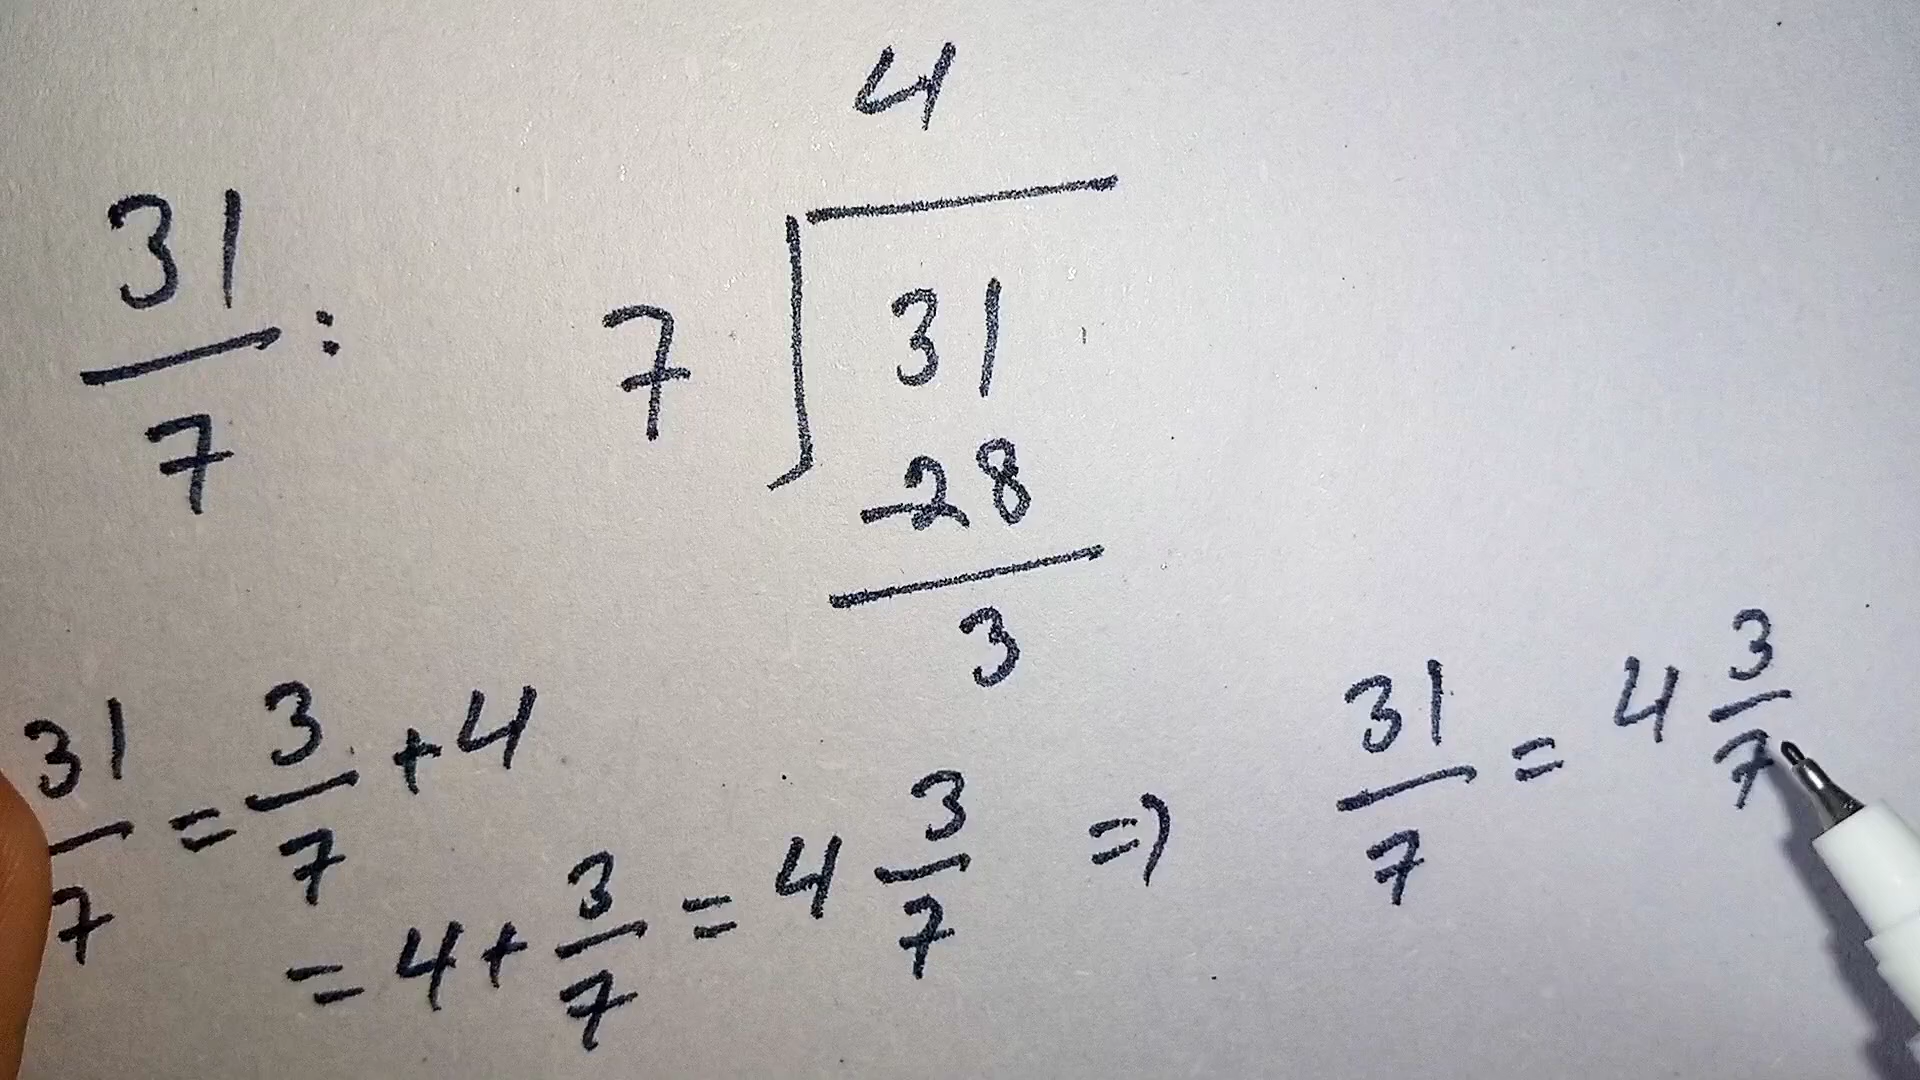 4
31/7 :
7 31
-28
3
31/7 = 3/7 + 4
= 4 + 3/7 = 4 3/7 => 31/7 = 4 3/7